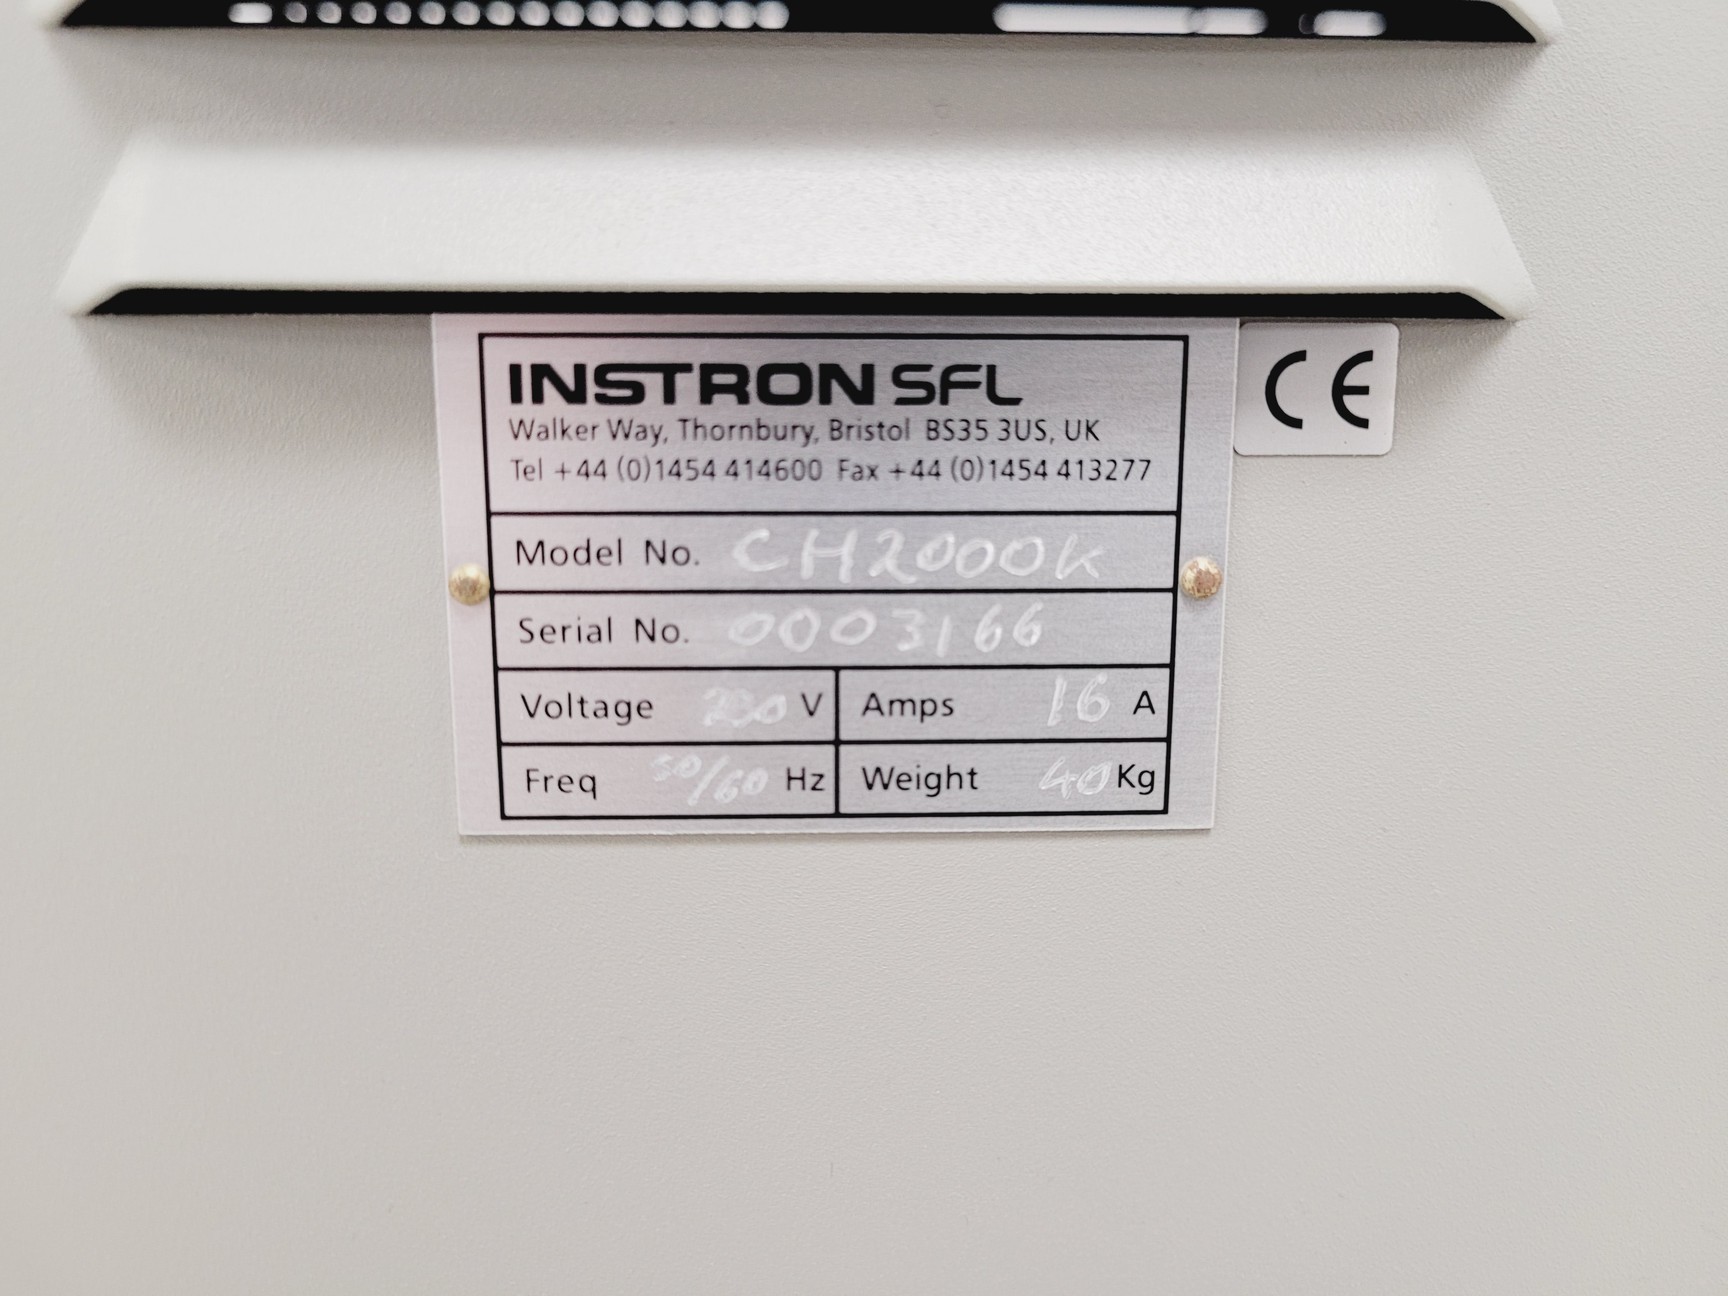 INSTRON SFL
Walker Way, Thornbury, Bristol BS35 3US, UK
Tel +44 (0)1454 414600 Fax +44 (0)1454 413277
CE
Model No. CH2000K
Serial No. 0003166
Voltage V Amps 16 A
Freq 50/60 Hz Weight 40 Kg